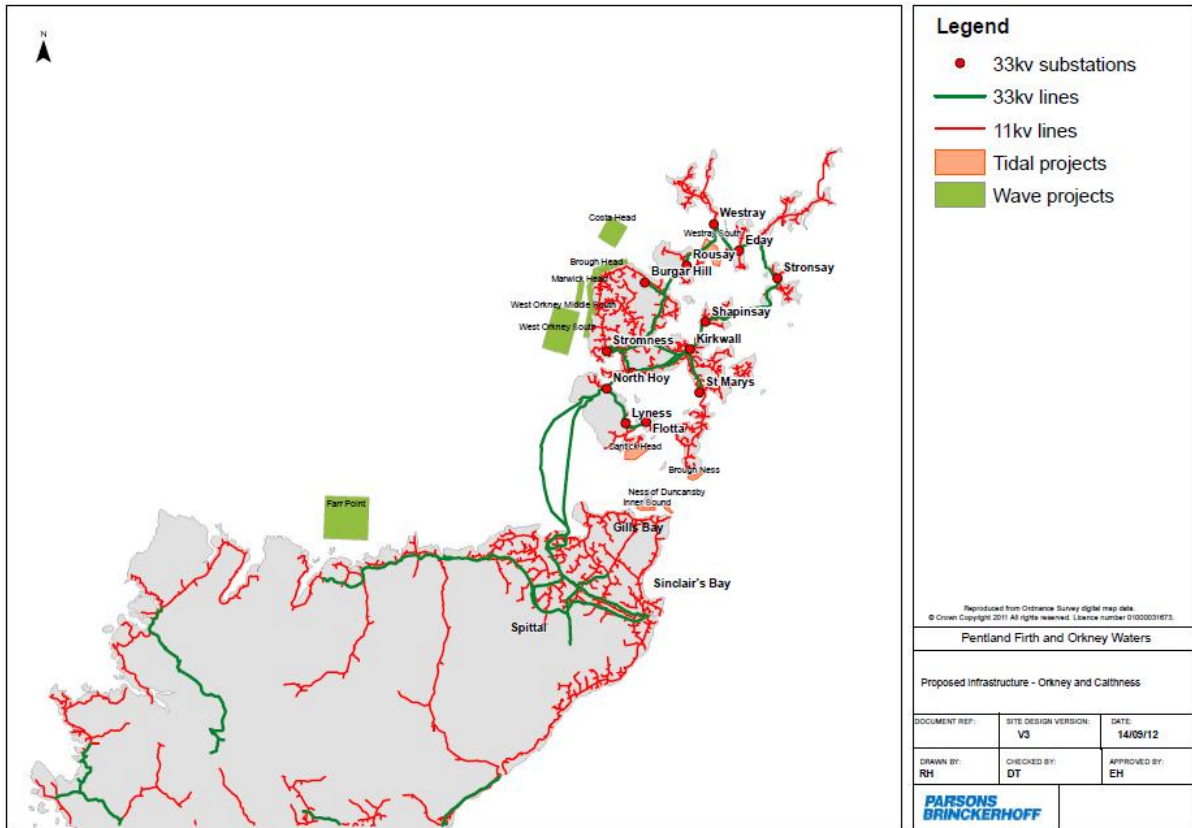 N
Costa Head
Brough Head
Marwick Head
West Orkney Middle South
West Orkney South
Westray
Westray South
Eday
Rousay
Burgar Hill
Stronsay
Shapinsay
Stromness
Kirkwall
North Hoy
St Marys
Lyness
Flotta
Cantick Head
Brough Ness
Ness of Duncansby
Inner Sound
Farr Point
Gills Bay
Sinclair's Bay
Spittal
Legend
33kv substations
33kv lines
11kv lines
Tidal projects
Wave projects
Reproduced from Ordnance Survey digital map data.
© Crown Copyright 2011 All rights reserved. Licence number 01000031673.
Pentland Firth and Orkney Waters
Proposed Infrastructure - Orkney and Caithness
DOCUMENT REF:
SITE DESIGN VERSION:
V3
DATE:
14/09/12
DRAWN BY:
RH
CHECKED BY:
DT
APPROVED BY:
EH
PARSONS
BRINCKERHOFF